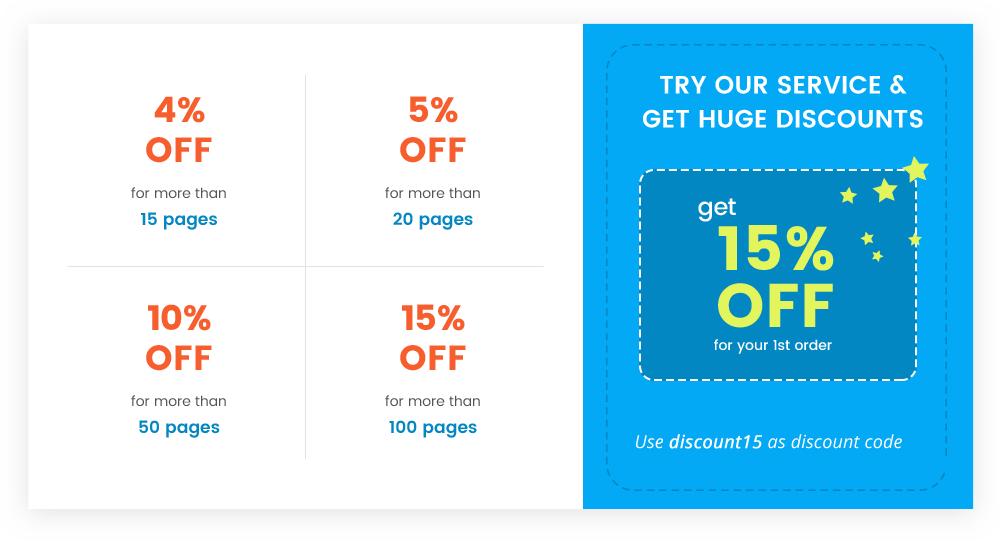 4%
OFF
for more than
15 pages
5%
OFF
for more than
20 pages
10%
OFF
for more than
50 pages
15%
OFF
for more than
100 pages
TRY OUR SERVICE &
GET HUGE DISCOUNTS
get
15%
OFF
for your 1st order
Use discount15 as discount code